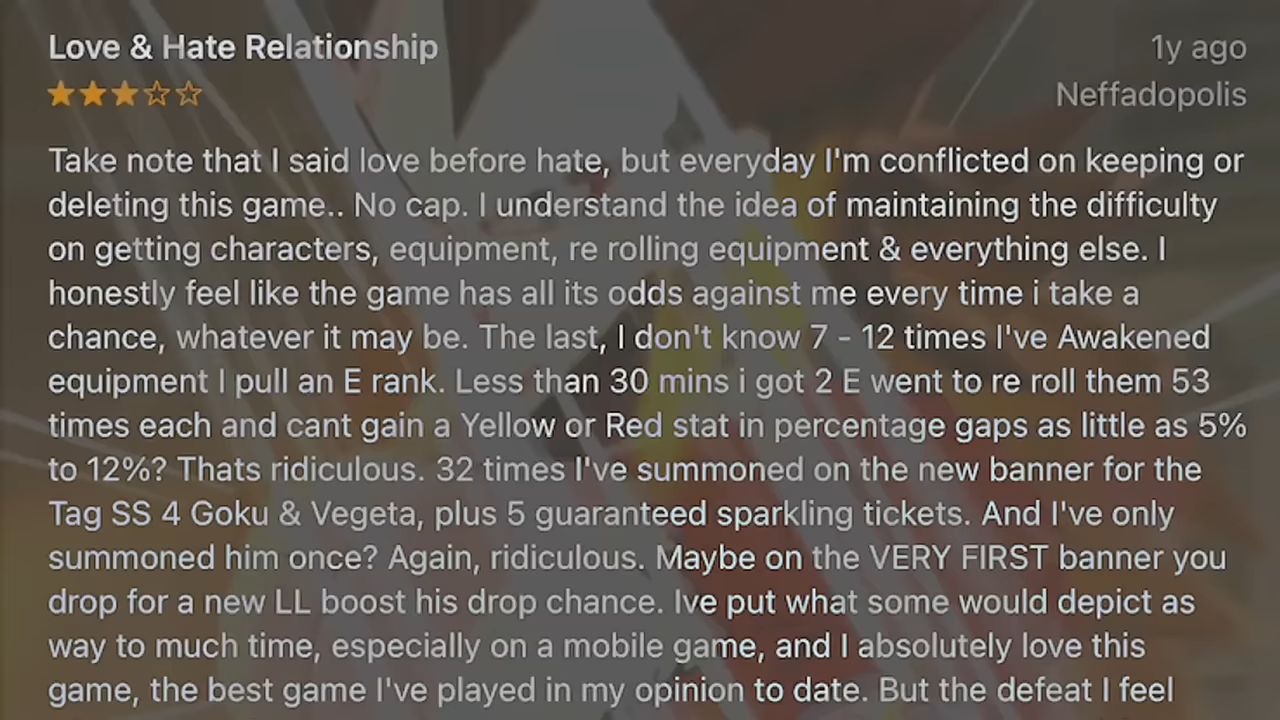 Love & Hate Relationship
1y ago
★★★☆☆
Neffadopolis
Take note that I said love before hate, but everyday I'm conflicted on keeping or
deleting this game.. No cap. I understand the idea of maintaining the difficulty
on getting characters, equipment, re rolling equipment & everything else. I
honestly feel like the game has all its odds against me every time i take a
chance, whatever it may be. The last, I don't know 7 - 12 times I've Awakened
equipment I pull an E rank. Less than 30 mins i got 2 E went to re roll them 53
times each and cant gain a Yellow or Red stat in percentage gaps as little as 5%
to 12%? Thats ridiculous. 32 times I've summoned on the new banner for the
Tag SS 4 Goku & Vegeta, plus 5 guaranteed sparkling tickets. And I've only
summoned him once? Again, ridiculous. Maybe on the VERY FIRST banner you
drop for a new LL boost his drop chance. Ive put what some would depict as
way to much time, especially on a mobile game, and I absolutely love this
game, the best game I've played in my opinion to date. But the defeat I feel